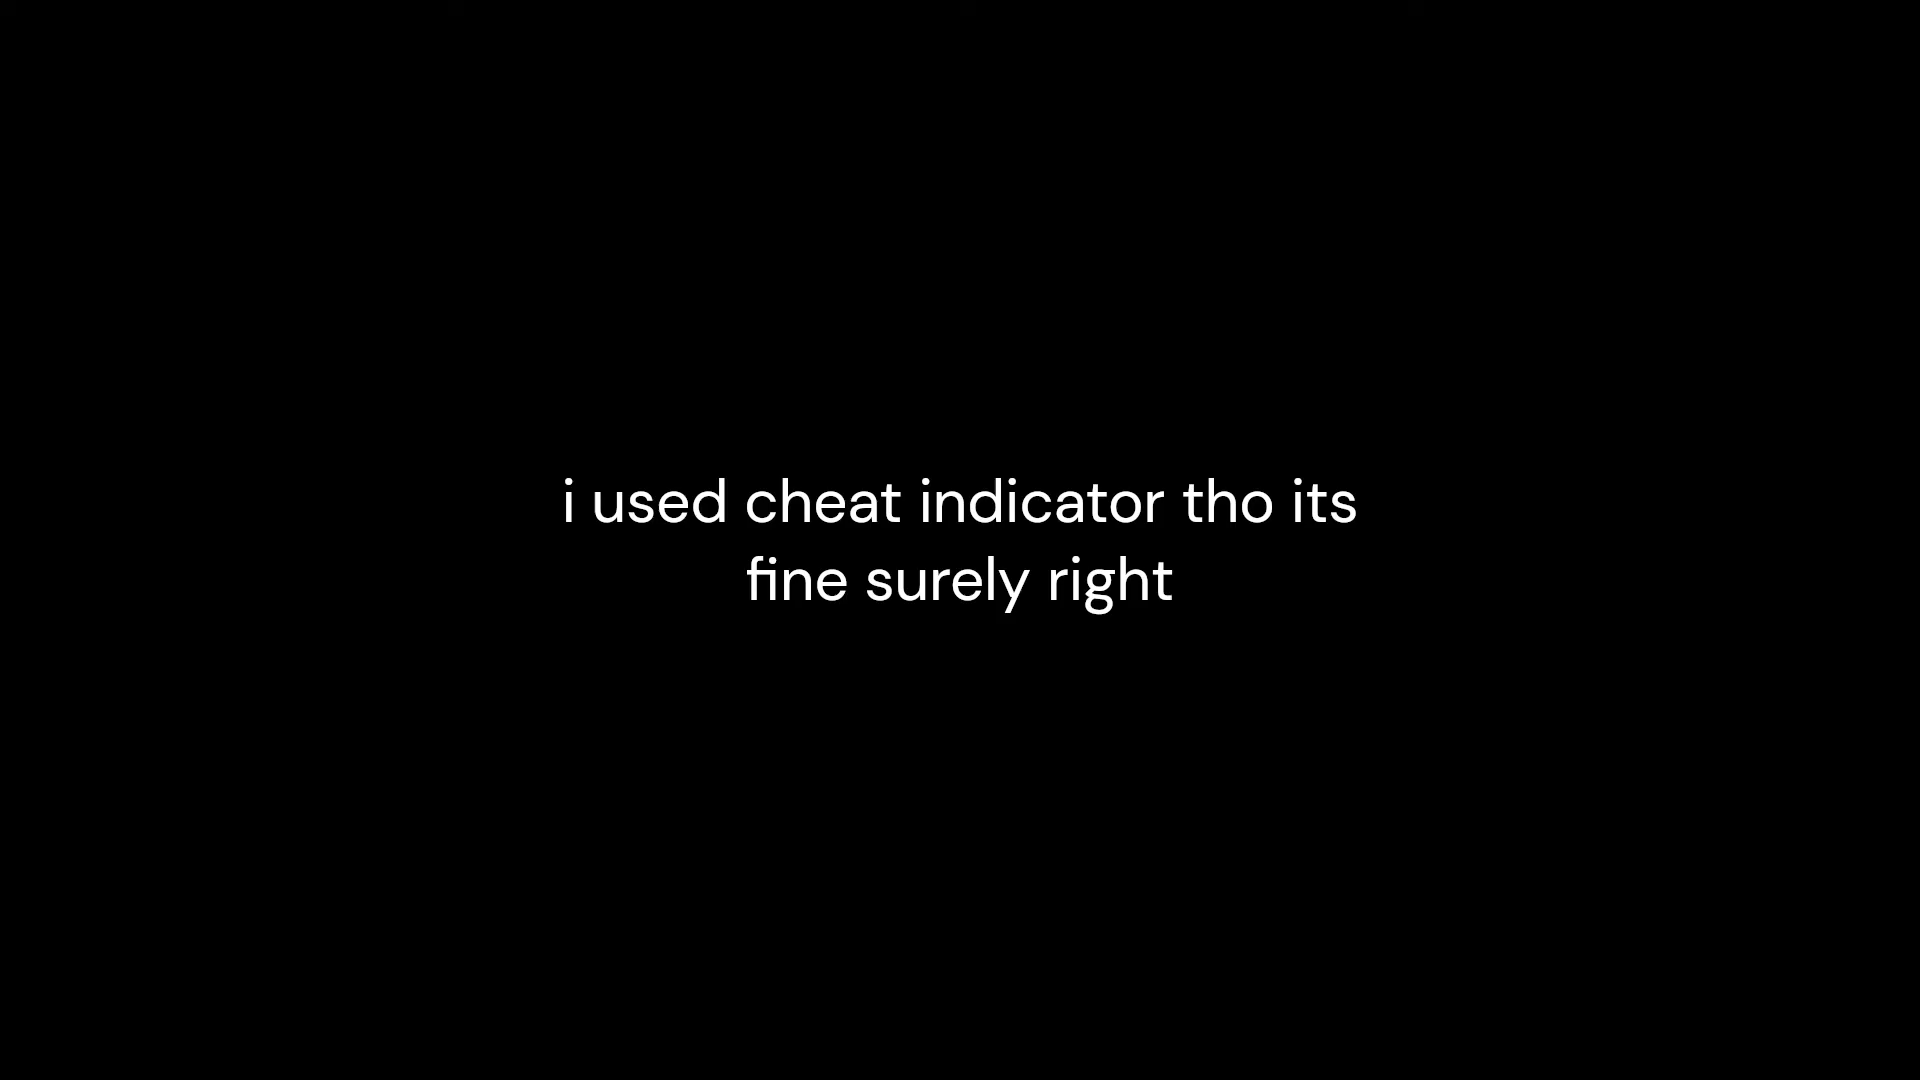 i used cheat indicator tho its
fine surely right